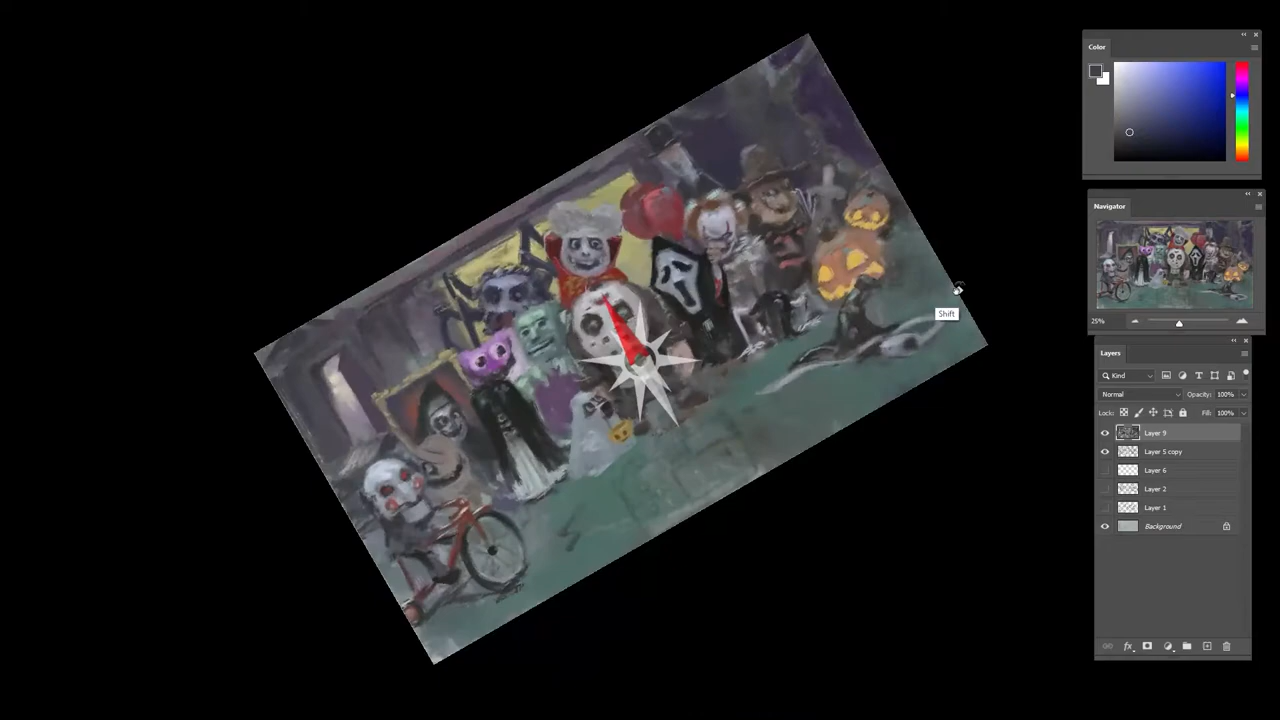 Color
Navigator
Shift
25%
Layers
Kind
Normal
Opacity: 100%
Lock:
Fill: 100%
Layer 9
Layer 5 copy
Layer 6
Layer 2
Layer 1
Background
fx